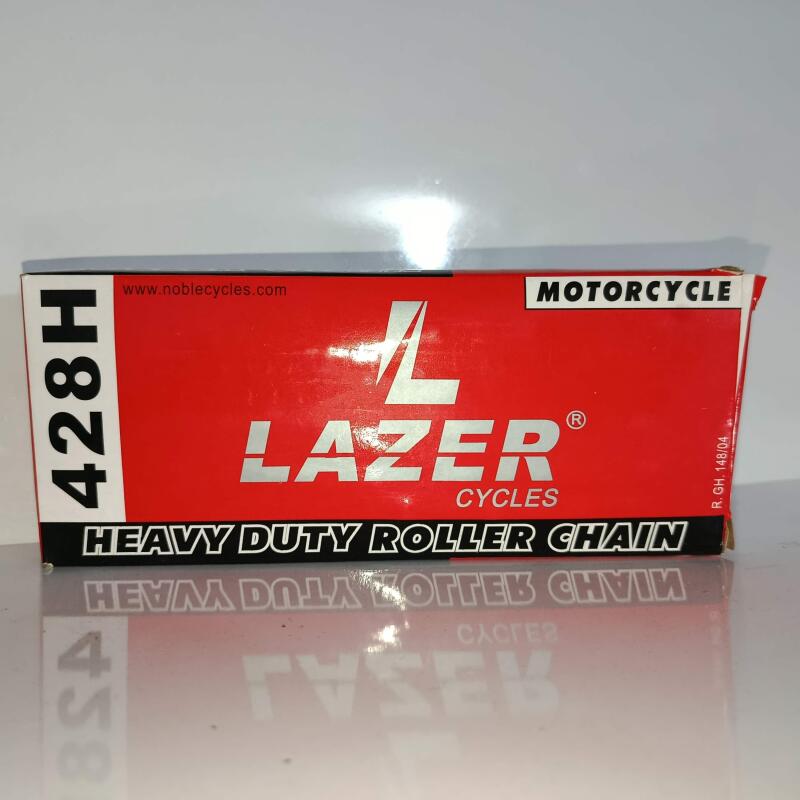 www.noblecycles.com
MOTORCYCLE
428H
L
LAZER®
CYCLES
R. GH. 148/04
HEAVY DUTY ROLLER CHAIN